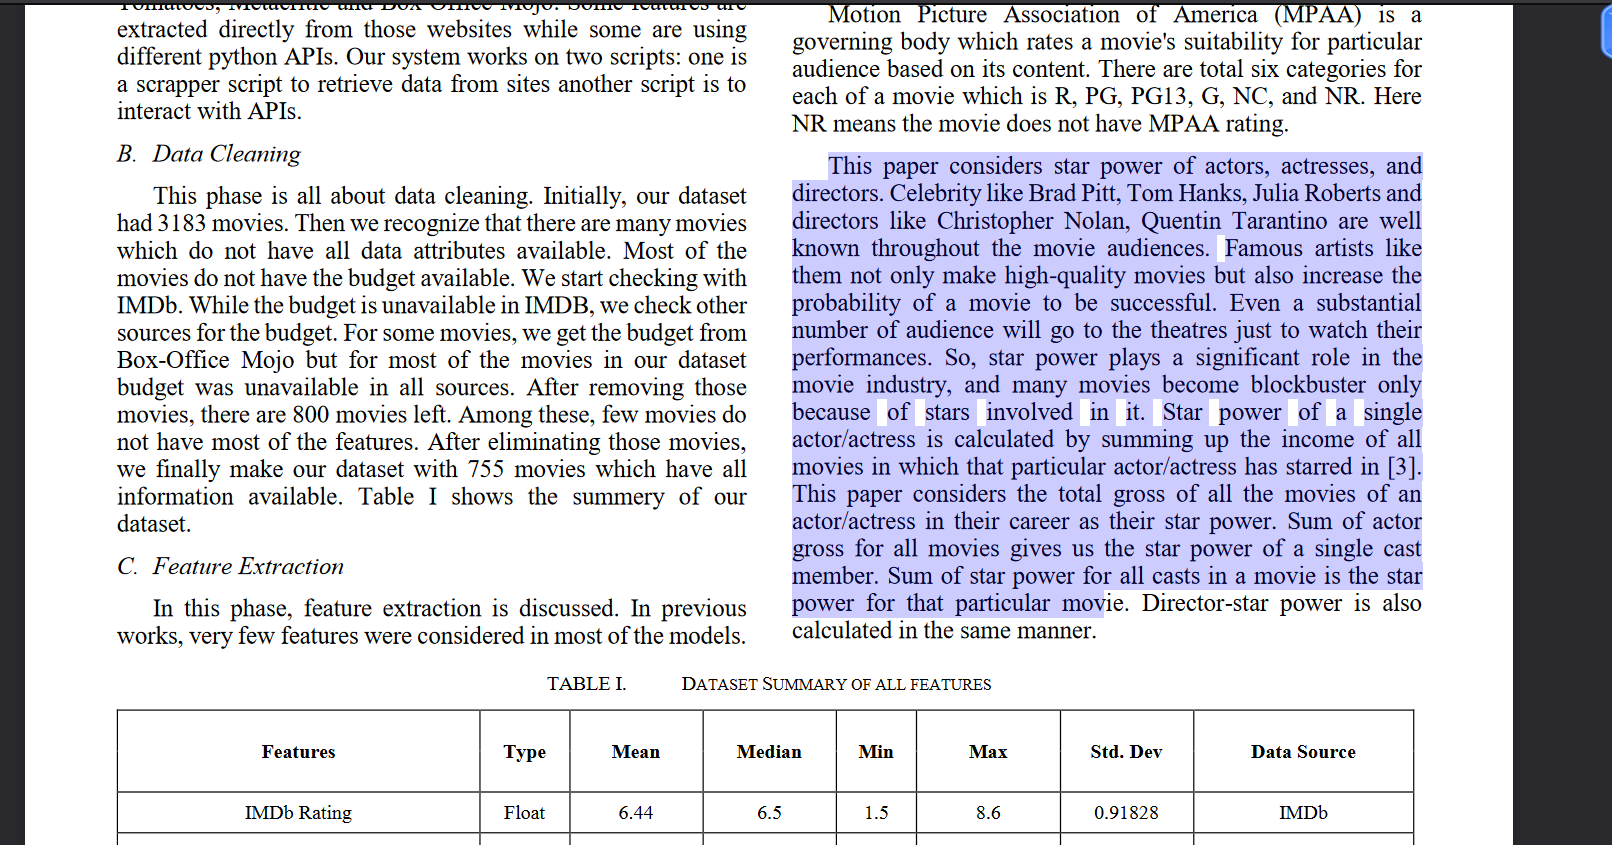 Tomatoes, Metacritic and Box Office Mojo. Some features are
extracted directly from those websites while some are using
different python APIs. Our system works on two scripts: one is
a scrapper script to retrieve data from sites another script is to
interact with APIs.
B. Data Cleaning
This phase is all about data cleaning. Initially, our dataset
had 3183 movies. Then we recognize that there are many movies
which do not have all data attributes available. Most of the
movies do not have the budget available. We start checking with
IMDb. While the budget is unavailable in IMDB, we check other
sources for the budget. For some movies, we get the budget from
Box-Office Mojo but for most of the movies in our dataset
budget was unavailable in all sources. After removing those
movies, there are 800 movies left. Among these, few movies do
not have most of the features. After eliminating those movies,
we finally make our dataset with 755 movies which have all
information available. Table I shows the summery of our
dataset.
C. Feature Extraction
In this phase, feature extraction is discussed. In previous
works, very few features were considered in most of the models.
Motion Picture Association of America (MPAA) is a
governing body which rates a movie's suitability for particular
audience based on its content. There are total six categories for
each of a movie which is R, PG, PG13, G, NC, and NR. Here
NR means the movie does not have MPAA rating.
This paper considers star power of actors, actresses, and
directors. Celebrity like Brad Pitt, Tom Hanks, Julia Roberts and
directors like Christopher Nolan, Quentin Tarantino are well
known throughout the movie audiences. Famous artists like
them not only make high-quality movies but also increase the
probability of a movie to be successful. Even a substantial
number of audience will go to the theatres just to watch their
performances. So, star power plays a significant role in the
movie industry, and many movies become blockbuster only
because of stars involved in it. Star power of a single
actor/actress is calculated by summing up the income of all
movies in which that particular actor/actress has starred in [3].
This paper considers the total gross of all the movies of an
actor/actress in their career as their star power. Sum of actor
gross for all movies gives us the star power of a single cast
member. Sum of star power for all casts in a movie is the star
power for that particular movie. Director-star power is also
calculated in the same manner.
TABLE I. DATASET SUMMARY OF ALL FEATURES
Features Type Mean Median Min Max Std. Dev Data Source
IMDb Rating Float 6.44 6.5 1.5 8.6 0.91828 IMDb